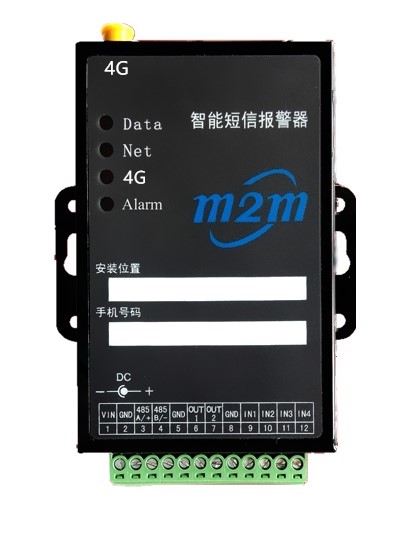 4G
Data
智能短信报警器
Net
4G
Alarm
m2m
安装位置
手机号码
DC
- +
VIN GND 485 A/+ 485 B/- GND OUT 1 OUT 2 GND IN1 IN2 IN3 IN4
1 2 3 4 5 6 7 8 9 10 11 12